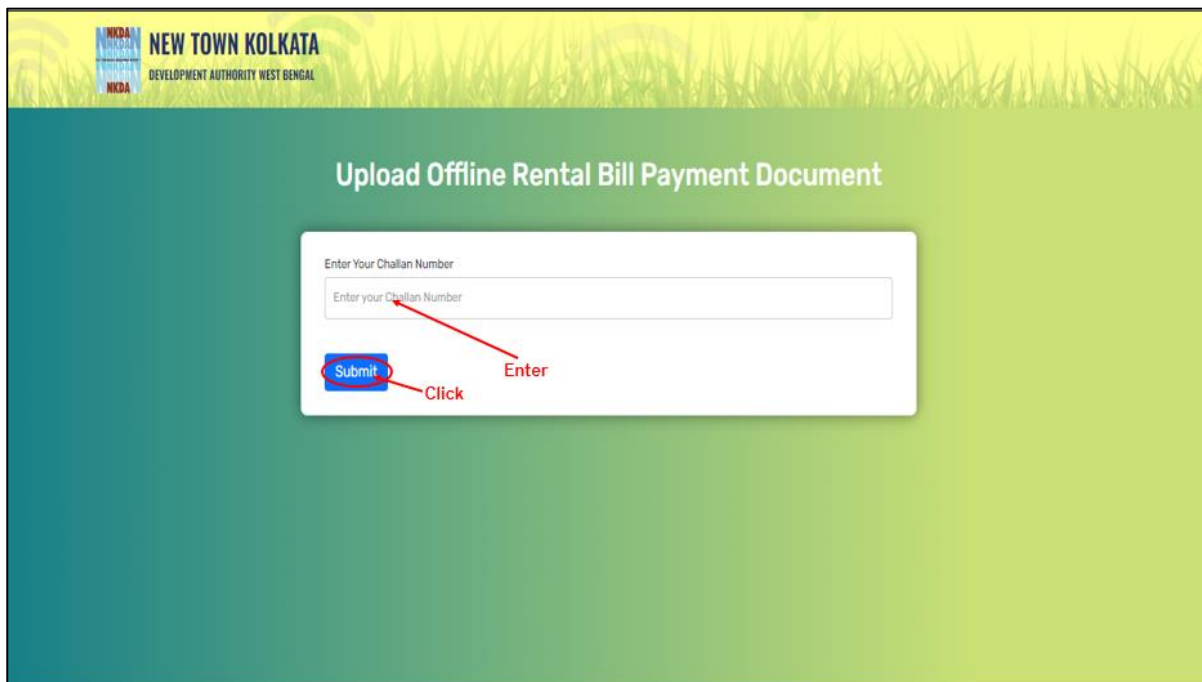 NKDA
NEW TOWN KOLKATA
DEVELOPMENT AUTHORITY WEST BENGAL
NKDA
Upload Offline Rental Bill Payment Document
Enter Your Challan Number
Enter your Challan Number
Submit
Enter
Click